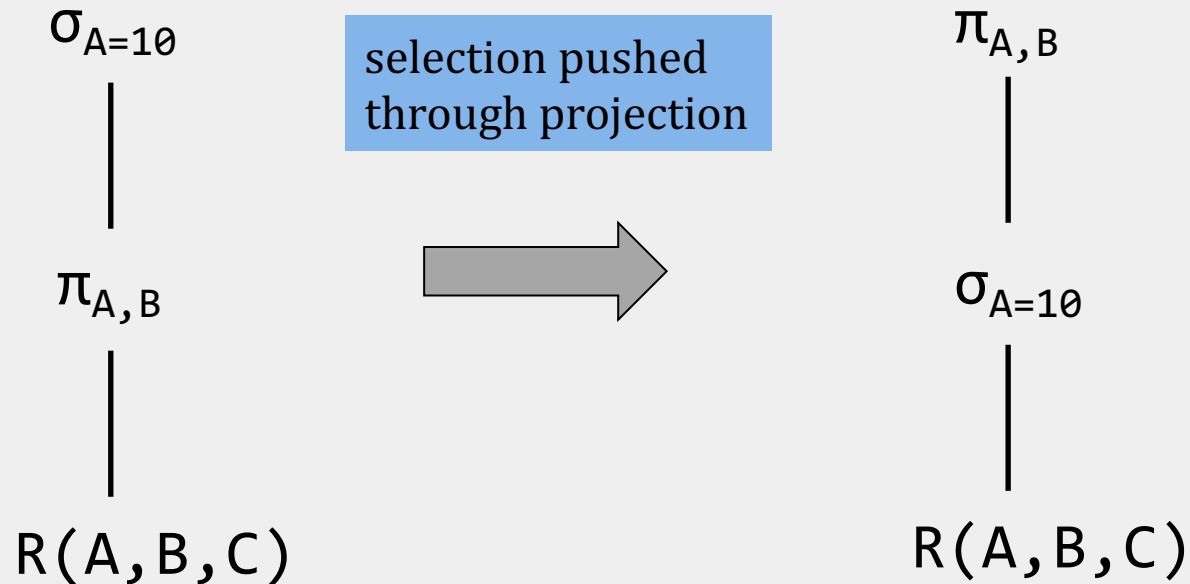 σA=10
selection pushed
through projection
πA,B
πA,B
σA=10
R(A,B,C)
R(A,B,C)